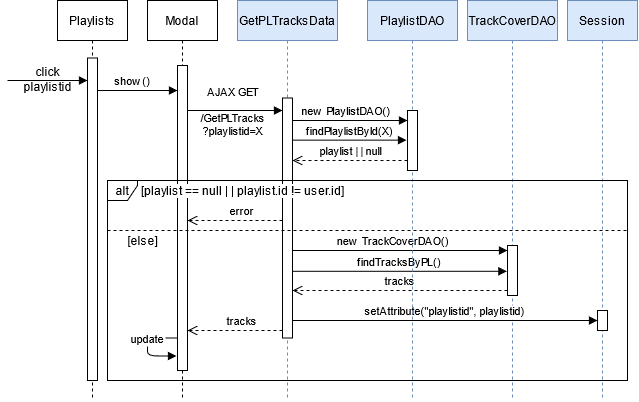 Playlists
Modal
GetPLTracksData
PlaylistDAO
TrackCoverDAO
Session
click
playlistid
show ()
AJAX GET
/GetPLTracks
?playlistid=X
new PlaylistDAO()
findPlaylistById(X)
playlist || null
alt
[playlist == null || playlist.id != user.id]
error
[else]
new TrackCoverDAO()
findTracksByPL()
tracks
setAttribute("playlistid", playlistid)
tracks
update